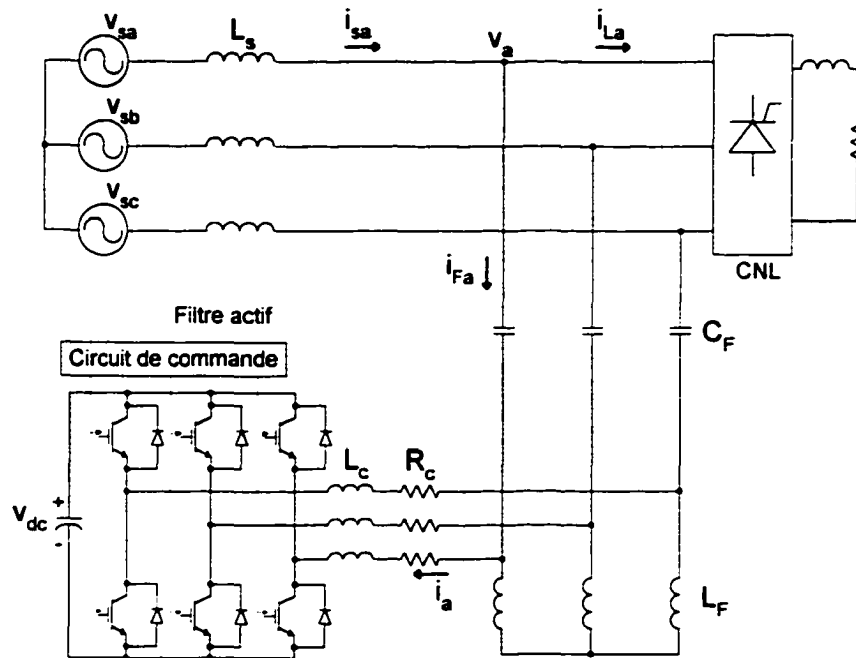 v_sa
L_s
i_sa
v_a
i_La
v_sb
v_sc
CNL
i_Fa
Filtre actif
C_F
Circuit de commande
L_c
R_c
+
v_dc
-
i_a
L_F